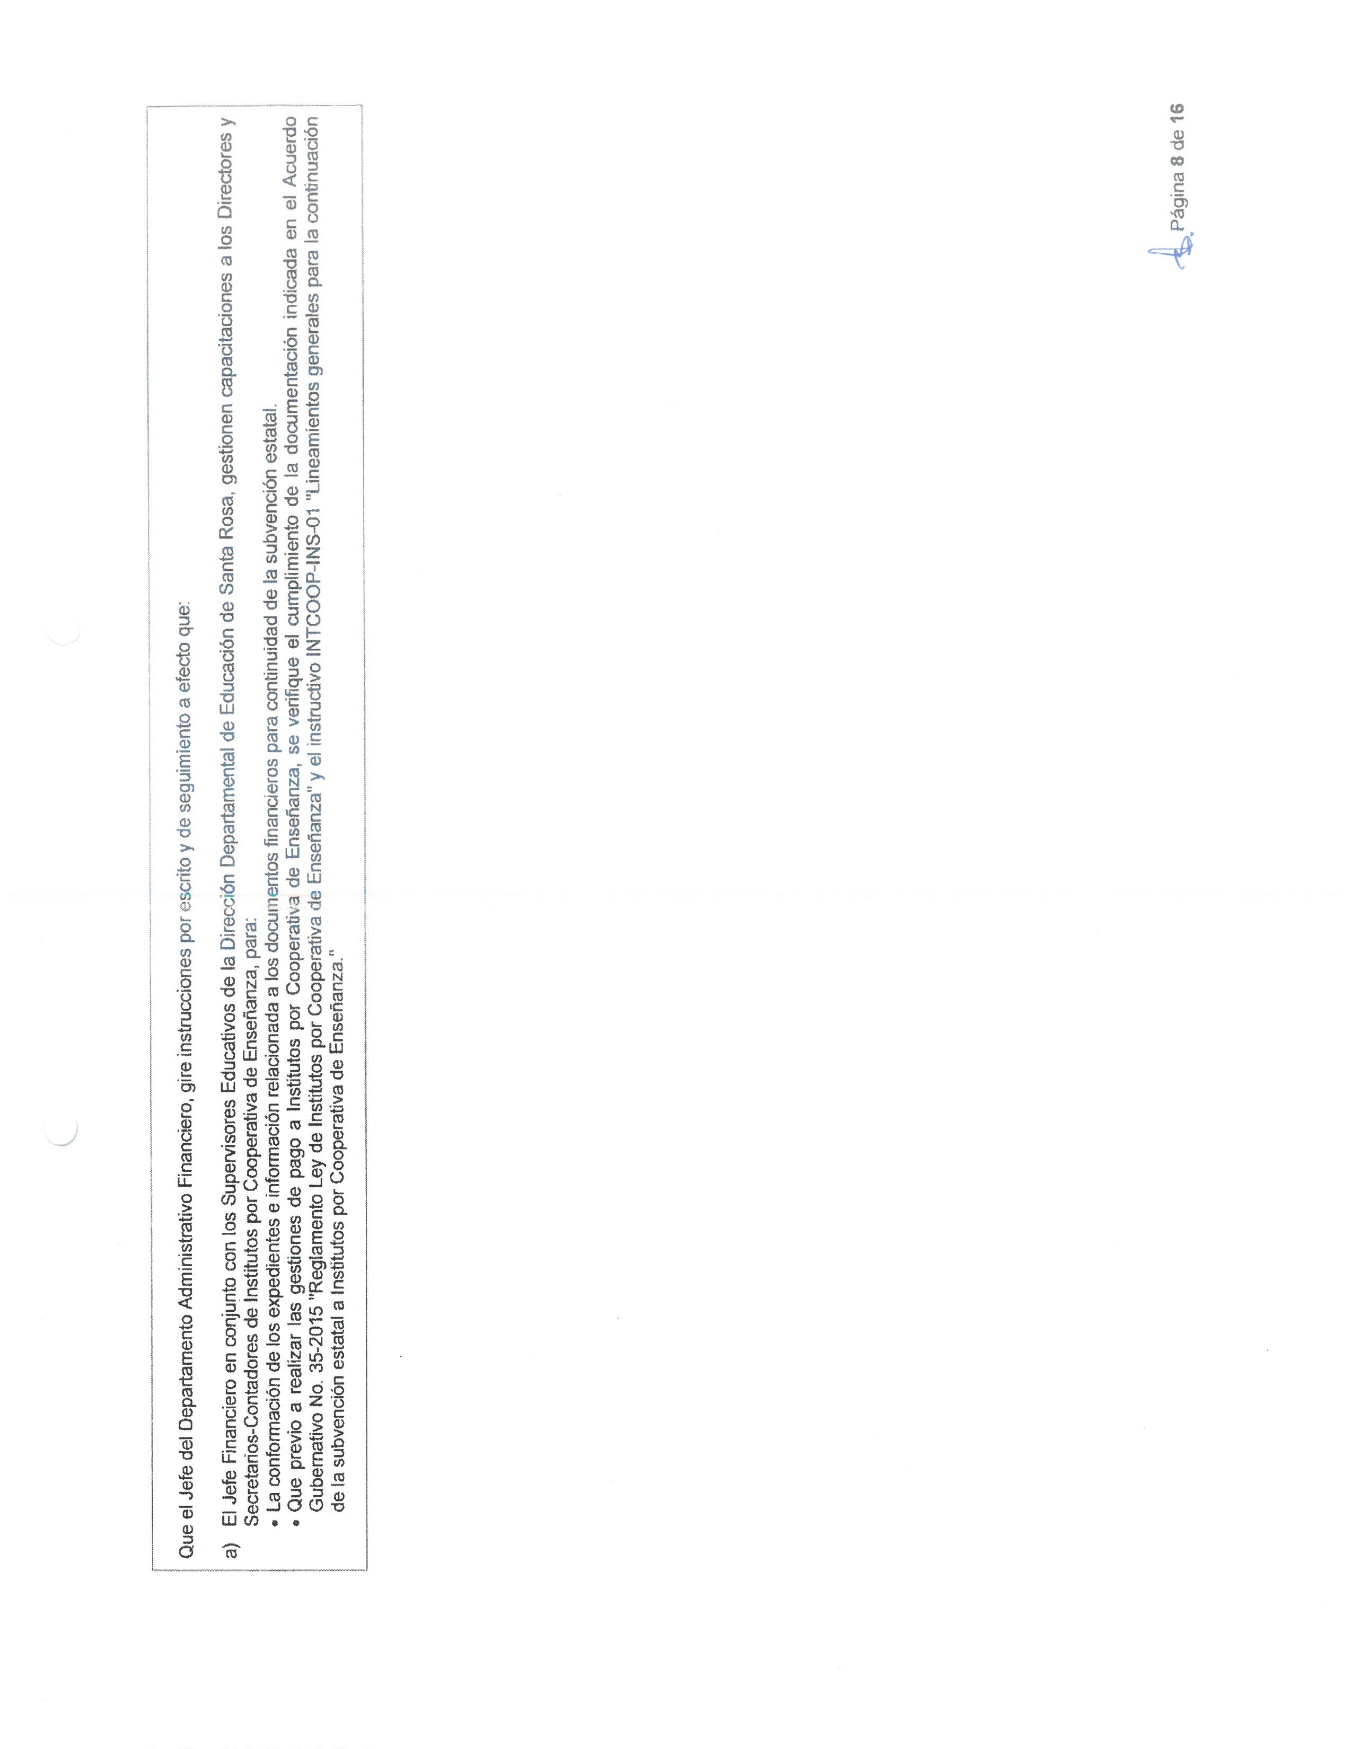 Que el Jefe del Departamento Administrativo Financiero, gire instrucciones por escrito y de seguimiento a efecto que:
a) El Jefe Financiero en conjunto con los Supervisores Educativos de la Dirección Departamental de Educación de Santa Rosa, gestionen capacitaciones a los Directores y
Secretarios-Contadores de Institutos por Cooperativa de Enseñanza, para:
• La conformación de los expedientes e información relacionada a los documentos financieros para continuidad de la subvención estatal.
• Que previo a realizar las gestiones de pago a Institutos por Cooperativa de Enseñanza, se verifique el cumplimiento de la documentación indicada en el Acuerdo
Gubernativo No. 35-2015 "Reglamento Ley de Institutos por Cooperativa de Enseñanza" y el instructivo INTCOOP-INS-01 "Lineamientos generales para la continuación
de la subvención estatal a Institutos por Cooperativa de Enseñanza."
Página 8 de 16